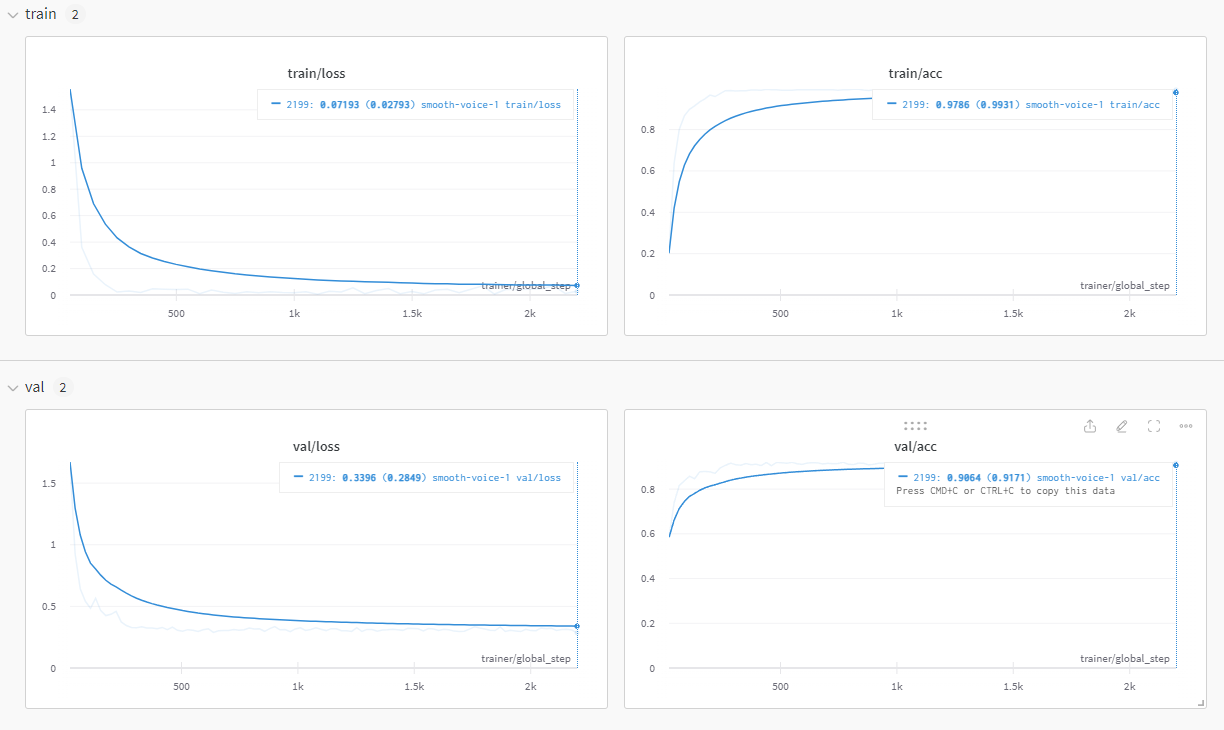 train 2
train/loss
2199: 0.07193 (0.02793) smooth-voice-1 train/loss
1.4
1.2
1
0.8
0.6
0.4
0.2
0
trainer/global_step
500
1k
1.5k
2k
train/acc
2199: 0.9786 (0.9931) smooth-voice-1 train/acc
0.8
0.6
0.4
0.2
0
trainer/global_step
500
1k
1.5k
2k
val 2
val/loss
2199: 0.3396 (0.2849) smooth-voice-1 val/loss
1.5
1
0.5
0
trainer/global_step
500
1k
1.5k
2k
val/acc
2199: 0.9064 (0.9171) smooth-voice-1 val/acc
Press CMD+C or CTRL+C to copy this data
0.8
0.6
0.4
0.2
0
trainer/global_step
500
1k
1.5k
2k